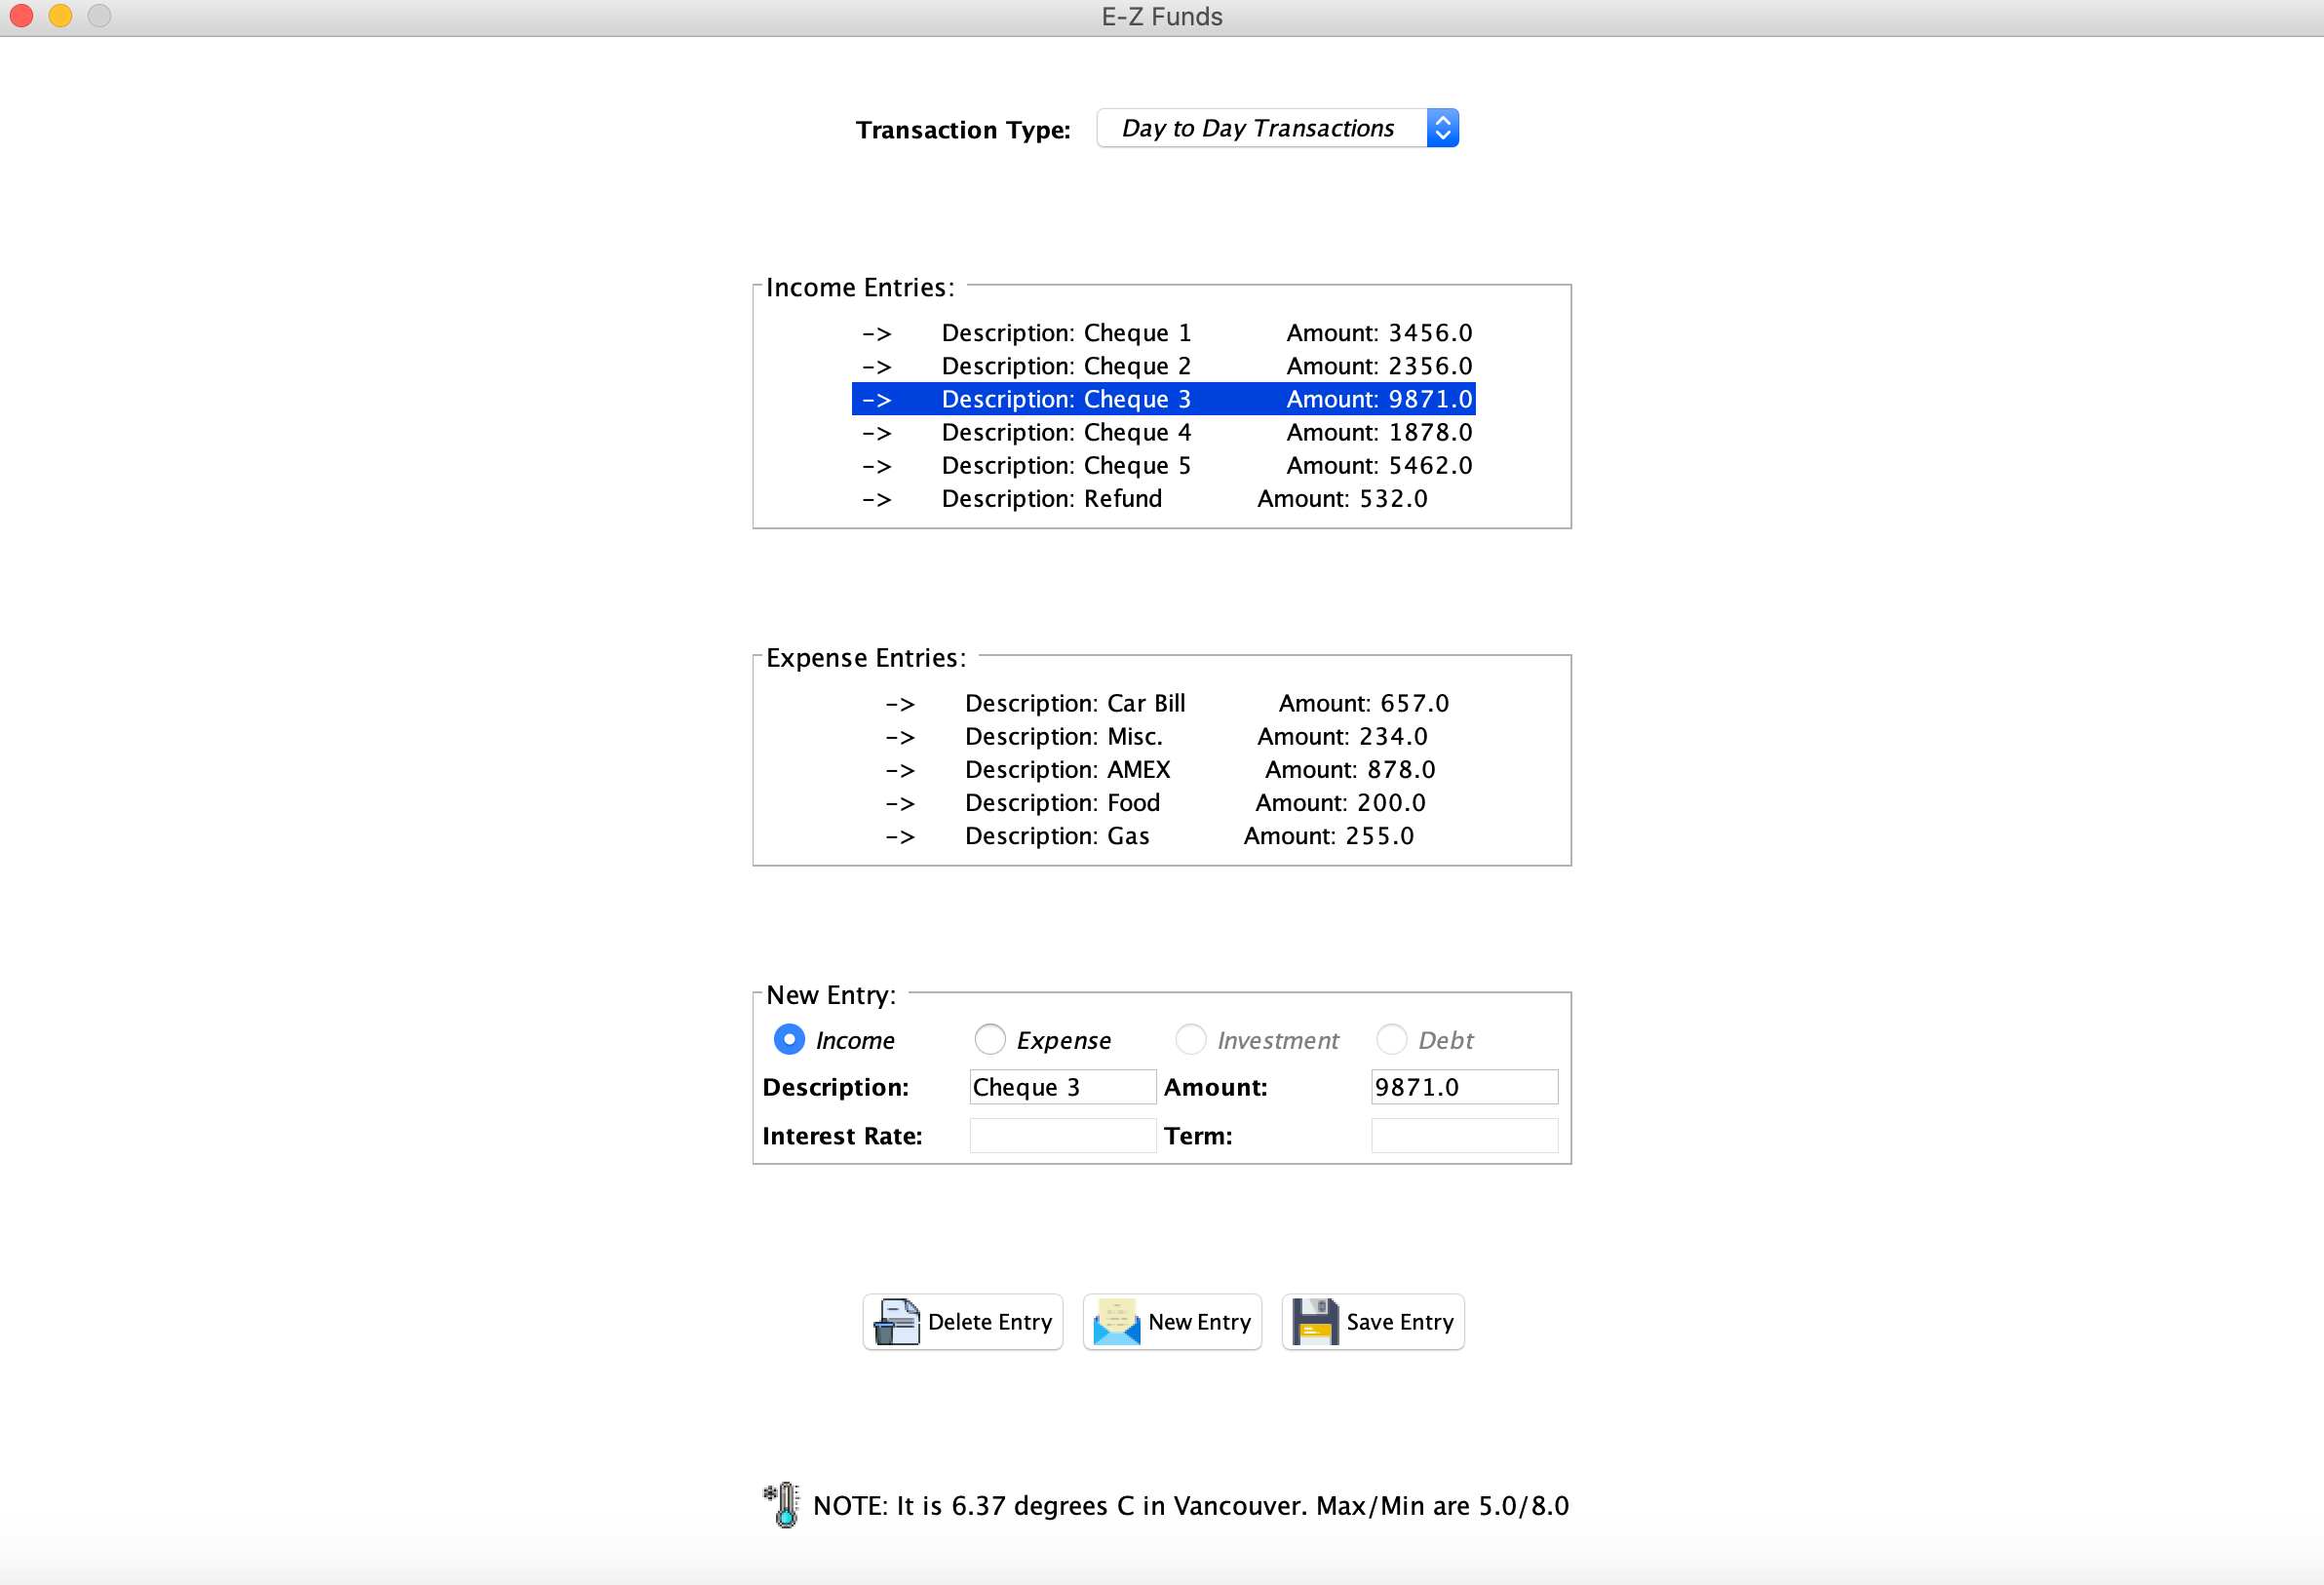 E-Z Funds
Transaction Type: Day to Day Transactions
Income Entries:
-> Description: Cheque 1 Amount: 3456.0
-> Description: Cheque 2 Amount: 2356.0
-> Description: Cheque 3 Amount: 9871.0
-> Description: Cheque 4 Amount: 1878.0
-> Description: Cheque 5 Amount: 5462.0
-> Description: Refund Amount: 532.0
Expense Entries:
-> Description: Car Bill Amount: 657.0
-> Description: Misc. Amount: 234.0
-> Description: AMEX Amount: 878.0
-> Description: Food Amount: 200.0
-> Description: Gas Amount: 255.0
New Entry:
Income Expense Investment Debt
Description: Cheque 3 Amount: 9871.0
Interest Rate: Term:
Delete Entry New Entry Save Entry
NOTE: It is 6.37 degrees C in Vancouver. Max/Min are 5.0/8.0